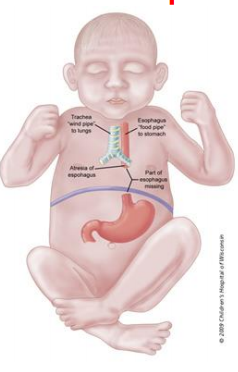 Trachea
"wind pipe"
to lungs
Esophagus
"food pipe"
to stomach
Atresia of
esophagus
Part of
esophagus
missing
© 2009 Children's Hospital of Wisconsin